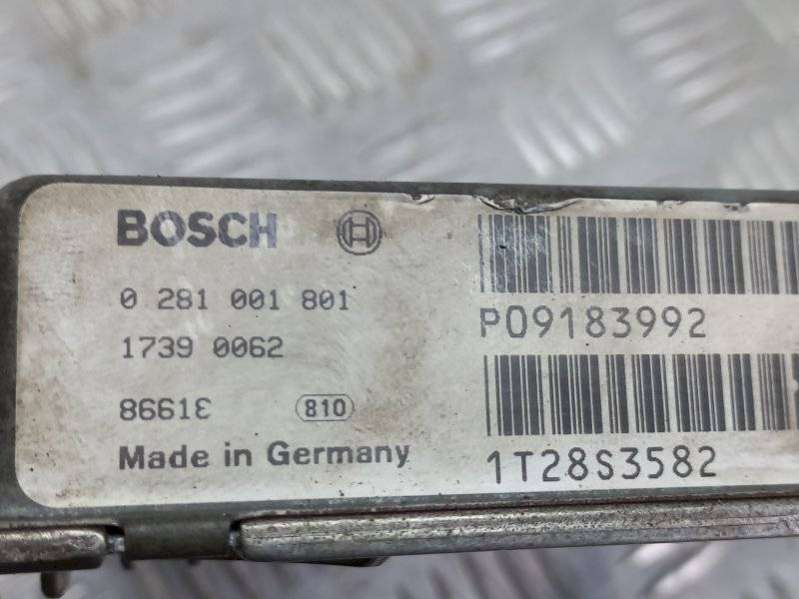 BOSCH
0 281 001 801
1739 0062
8661Ɛ 810
Made in Germany
P09183992
1T28S3582